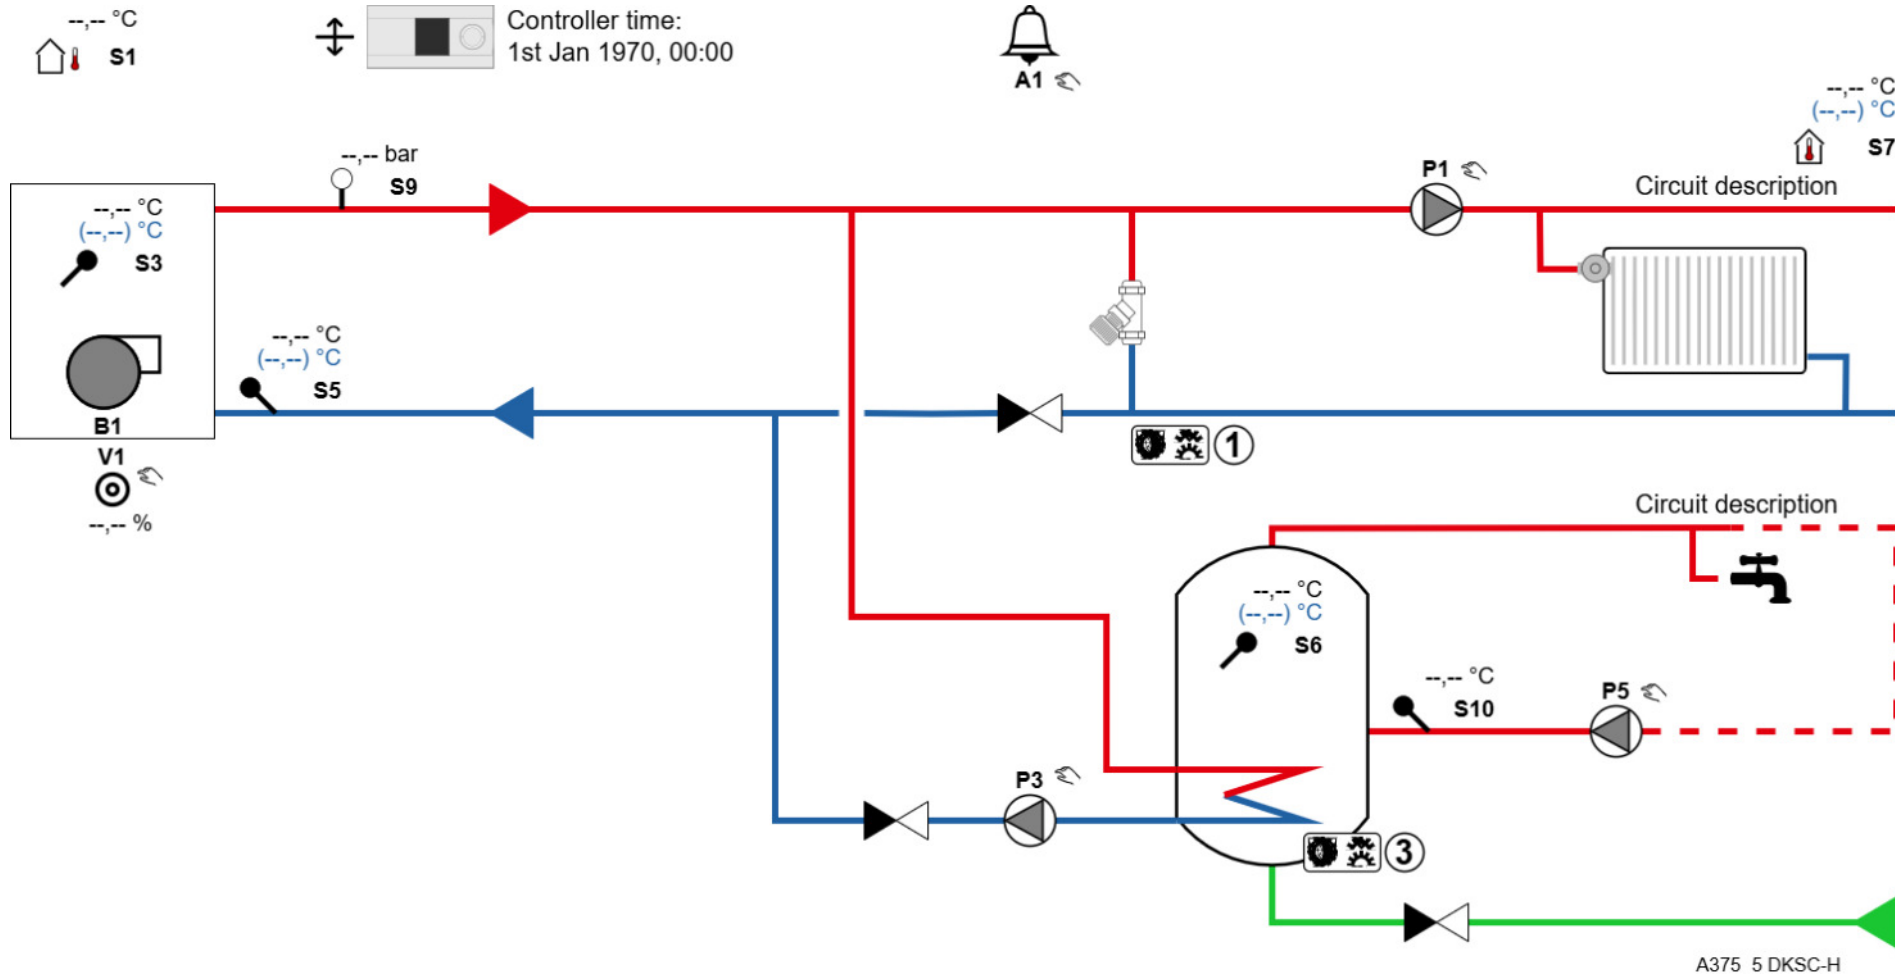 --,-- °C
S1
Controller time:
1st Jan 1970, 00:00
A1
--,-- °C
(--,--) °C
S7
--,-- bar
S9
P1
Circuit description
--,-- °C
(--,--) °C
S3
--,-- °C
(--,--) °C
S5
B1
V1
--,-- %
1
Circuit description
--,-- °C
(--,--) °C
S6
--,-- °C
S10
P5
P3
3
A375 5 DKSC-H